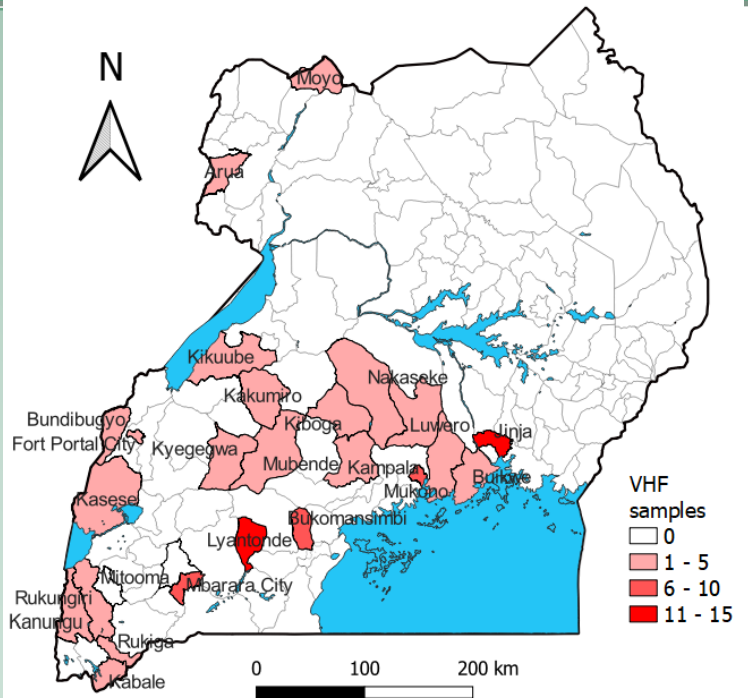 N
Moyo
Arua
Kikuube
Nakaseke
Kakumiro
Bundibugyo
Kiboga
Luwero
Jinja
Fort Portal City
Kyegegwa
Mubende
Kampala
Buikwe
Mukono
Kasese
Bukomansimbi
Lyantonde
Mitooma
Mbarara City
Rukungiri
Kanungu
Rukiga
Kabale
VHF
samples
0
1 - 5
6 - 10
11 - 15
0 100 200 km